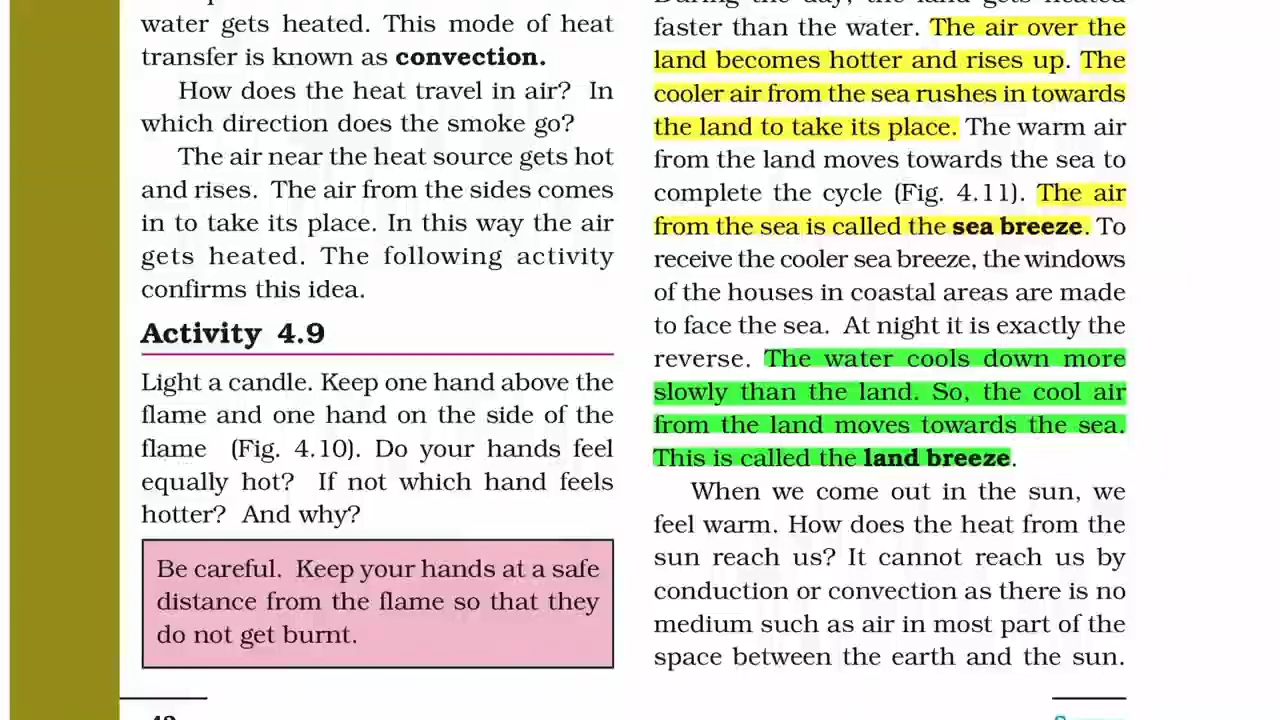 water gets heated. This mode of heat
transfer is known as convection.
How does the heat travel in air? In
which direction does the smoke go?
The air near the heat source gets hot
and rises. The air from the sides comes
in to take its place. In this way the air
gets heated. The following activity
confirms this idea.
Activity 4.9
Light a candle. Keep one hand above the
flame and one hand on the side of the
flame (Fig. 4.10). Do your hands feel
equally hot? If not which hand feels
hotter? And why?
Be careful. Keep your hands at a safe
distance from the flame so that they
do not get burnt.
During the day, the land gets heated
faster than the water. The air over the
land becomes hotter and rises up. The
cooler air from the sea rushes in towards
the land to take its place. The warm air
from the land moves towards the sea to
complete the cycle (Fig. 4.11). The air
from the sea is called the sea breeze. To
receive the cooler sea breeze, the windows
of the houses in coastal areas are made
to face the sea. At night it is exactly the
reverse. The water cools down more
slowly than the land. So, the cool air
from the land moves towards the sea.
This is called the land breeze.
When we come out in the sun, we
feel warm. How does the heat from the
sun reach us? It cannot reach us by
conduction or convection as there is no
medium such as air in most part of the
space between the earth and the sun.